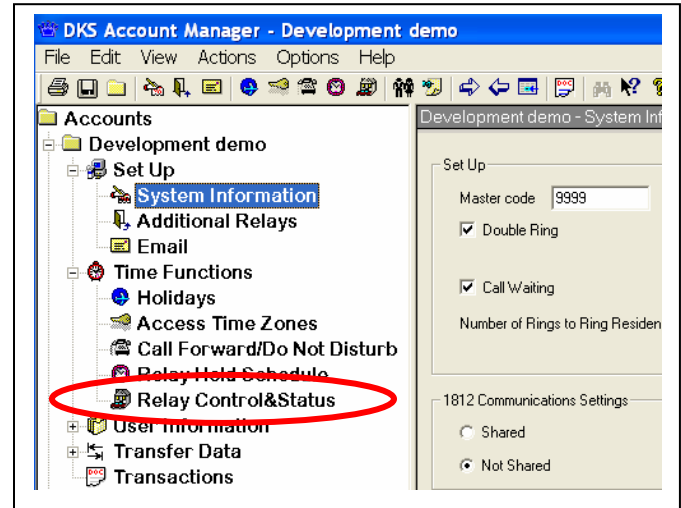 DKS Account Manager - Development demo
File Edit View Actions Options Help
Accounts
Development demo
Set Up
System Information
Additional Relays
Email
Time Functions
Holidays
Access Time Zones
Call Forward/Do Not Disturb
Relay Hold Schedule
Relay Control&Status
User Information
Transfer Data
DOC
Transactions
Development demo - System Inf
Set Up
Master code 9999
Double Ring
Call Waiting
Number of Rings to Ring Residen
1812 Communications Settings
Shared
Not Shared